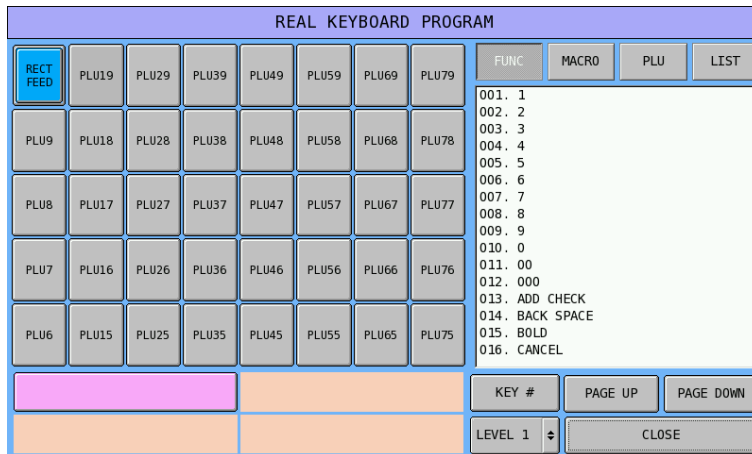 REAL KEYBOARD PROGRAM
RECT
FEED
PLU19 PLU29 PLU39 PLU49 PLU59 PLU69 PLU79
PLU9 PLU18 PLU28 PLU38 PLU48 PLU58 PLU68 PLU78
PLU8 PLU17 PLU27 PLU37 PLU47 PLU57 PLU67 PLU77
PLU7 PLU16 PLU26 PLU36 PLU46 PLU56 PLU66 PLU76
PLU6 PLU15 PLU25 PLU35 PLU45 PLU55 PLU65 PLU75
FUNC MACRO PLU LIST
001. 1
002. 2
003. 3
004. 4
005. 5
006. 6
007. 7
008. 8
009. 9
010. 0
011. 00
012. 000
013. ADD CHECK
014. BACK SPACE
015. BOLD
016. CANCEL
KEY # PAGE UP PAGE DOWN
LEVEL 1 CLOSE